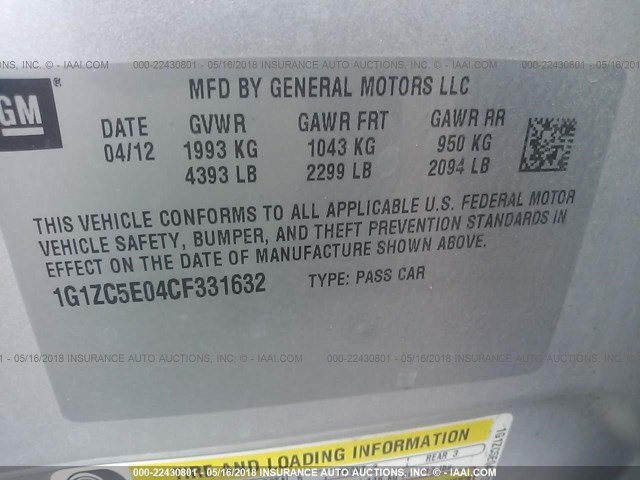 000-22430801 - 05/16/2018 INSURANCE AUTO AUCTIONS, INC. © - IAAI.COM
GM®
MFD BY GENERAL MOTORS LLC
DATE GVWR GAWR FRT GAWR RR
04/12 1993 KG 1043 KG 950 KG
4393 LB 2299 LB 2094 LB
THIS VEHICLE CONFORMS TO ALL APPLICABLE U.S. FEDERAL MOTOR
VEHICLE SAFETY, BUMPER, AND THEFT PREVENTION STANDARDS IN
EFFECT ON THE DATE OF MANUFACTURE SHOWN ABOVE.
1G1ZC5E04CF331632 TYPE: PASS CAR
000-22430801 - 05/16/2018 INSURANCE AUTO AUCTIONS, INC. © - IAAI.COM
TIRE AND LOADING INFORMATION
REAR 3
000-22430801 - 05/16/2018 INSURANCE AUTO AUCTIONS, INC. © - IAAI.COM